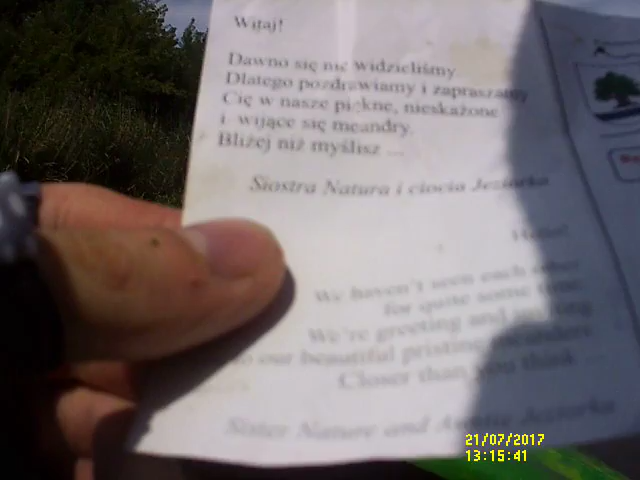 Witaj!
Dawno się nie widzieliśmy
Dlatego pozdrawiamy i zapraszamy
Cię w nasze piękne, nieskażone
i wijące się meandry.
Bliżej niż myślisz ...
Siostra Natura i ciocia Jeziorka
Hello!
We haven't seen each other
for quite some time
We're greeting and inviting
to our beautiful pristine meanders
Closer than you think ...
Sister Nature and Auntie Jeziorka
21/07/2017
13:15:41